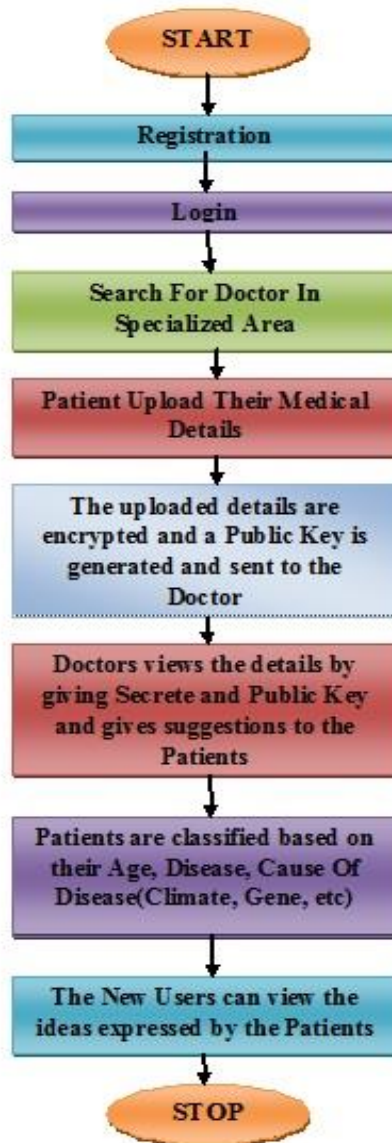 START
Registration
Login
Search For Doctor In
Specialized Area
Patient Upload Their Medical
Details
The uploaded details are
encrypted and a Public Key is
generated and sent to the
Doctor
Doctors views the details by
giving Secrete and Public Key
and gives suggestions to the
Patients
Patients are classified based on
their Age, Disease, Cause Of
Disease(Climate, Gene, etc)
The New Users can view the
ideas expressed by the Patients
STOP